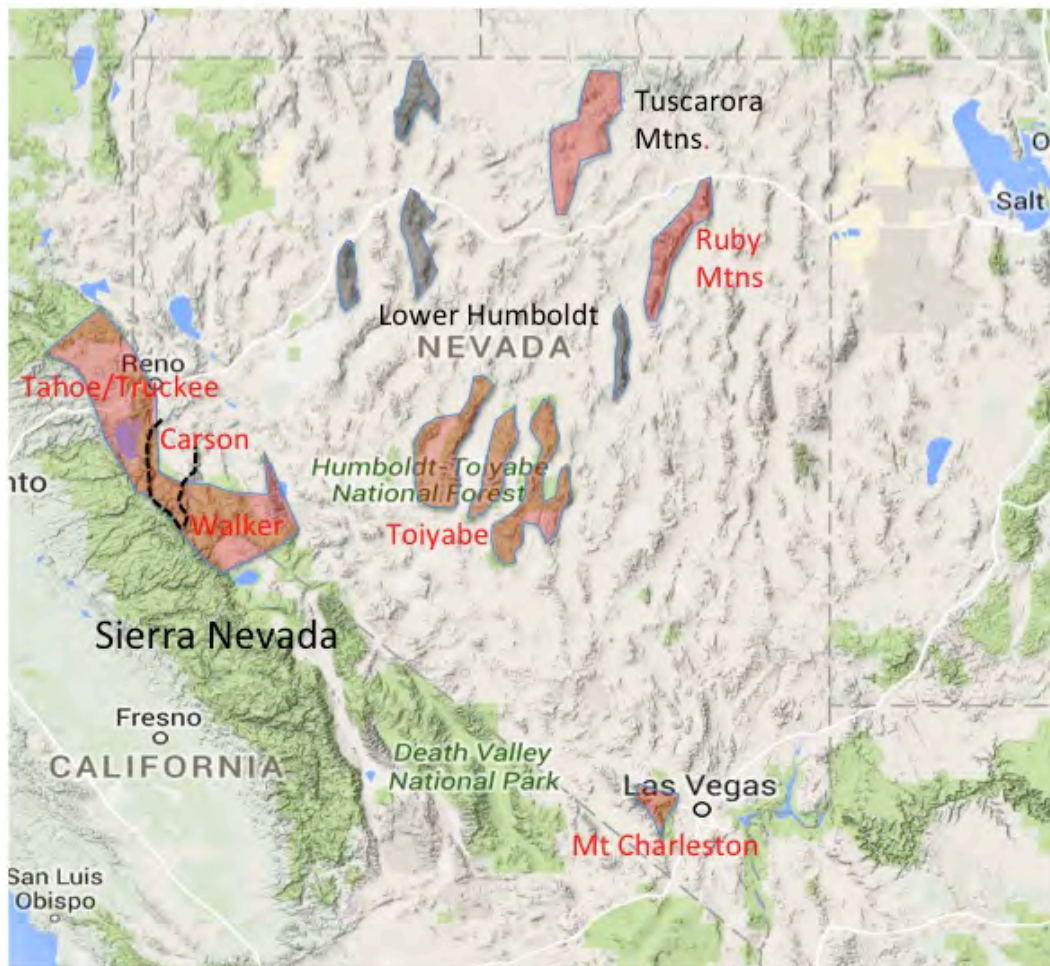 Tuscarora
Mtns.
O
Salt
Ruby
Mtns
Lower Humboldt
NEVADA
Reno
Tahoe/Truckee
Carson
Humboldt-Toiyabe
National Forest
nto
Walker
Toiyabe
Sierra Nevada
Fresno
CALIFORNIA
Death Valley
National Park
Las Vegas
Mt Charleston
San Luis
Obispo